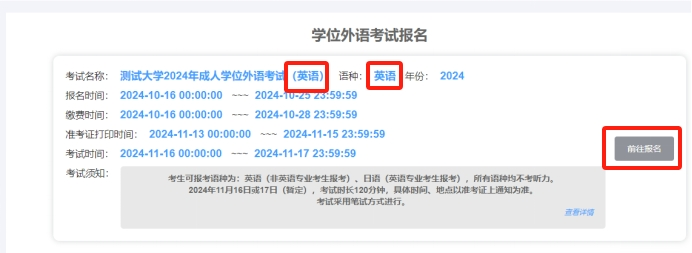 学位外语考试报名
考试名称： 测试大学2024年成人学位外语考试（英语） 语种： 英语 年份： 2024
报名时间： 2024-10-16 00:00:00 ~~~ 2024-10-25 23:59:59
缴费时间： 2024-10-16 00:00:00 ~~~ 2024-10-28 23:59:59
准考证打印时间： 2024-11-13 00:00:00 ~~~ 2024-11-15 23:59:59
考试时间： 2024-11-16 00:00:00 ~~~ 2024-11-17 23:59:59
前往报名
考试须知：
考生可报考语种为：英语（非英语专业考生报考）、日语（英语专业考生报考），所有语种均不考听力。
2024年11月16日或17日（暂定），考试时长120分钟，具体时间、地点以准考证上通知为准。
考试采用笔试方式进行。
查看详情